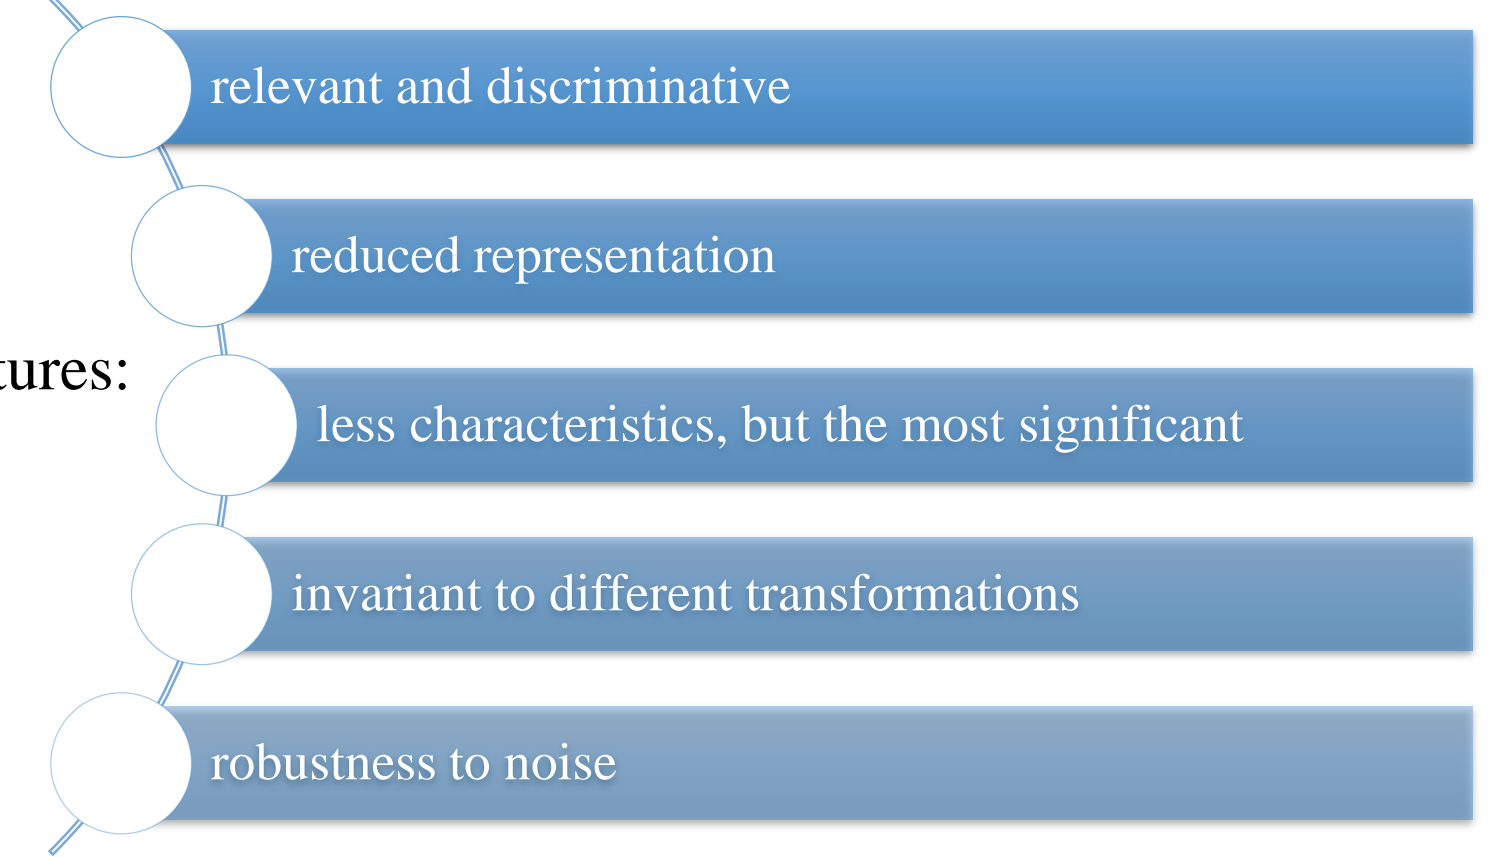 relevant and discriminative
reduced representation
tures:
less characteristics, but the most significant
invariant to different transformations
robustness to noise